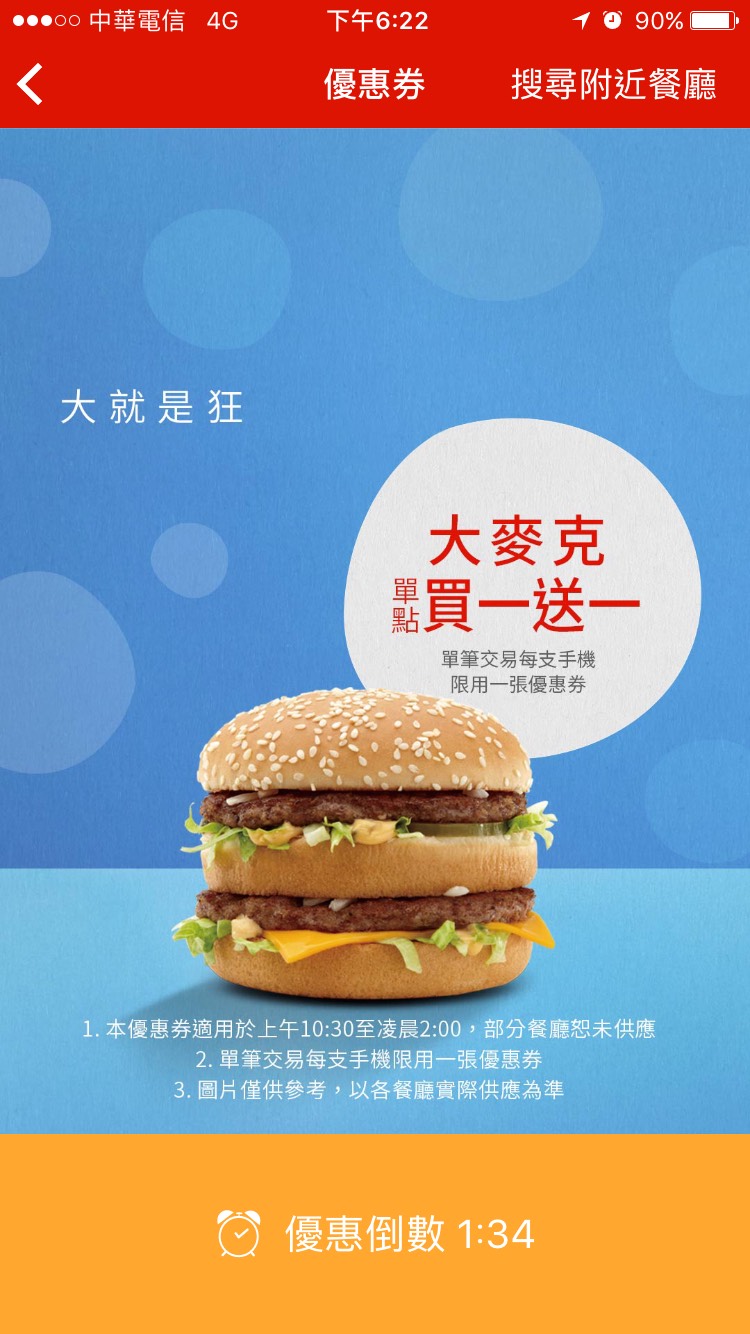 中華電信 4G 下午6:22 90%
優惠券 搜尋附近餐廳
大就是狂
大麥克
單點 買一送一
單筆交易每支手機
限用一張優惠券
1. 本優惠券適用於上午10:30至凌晨2:00，部分餐廳恕未供應
2. 單筆交易每支手機限用一張優惠券
3. 圖片僅供參考，以各餐廳實際供應為準
優惠倒數 1:34